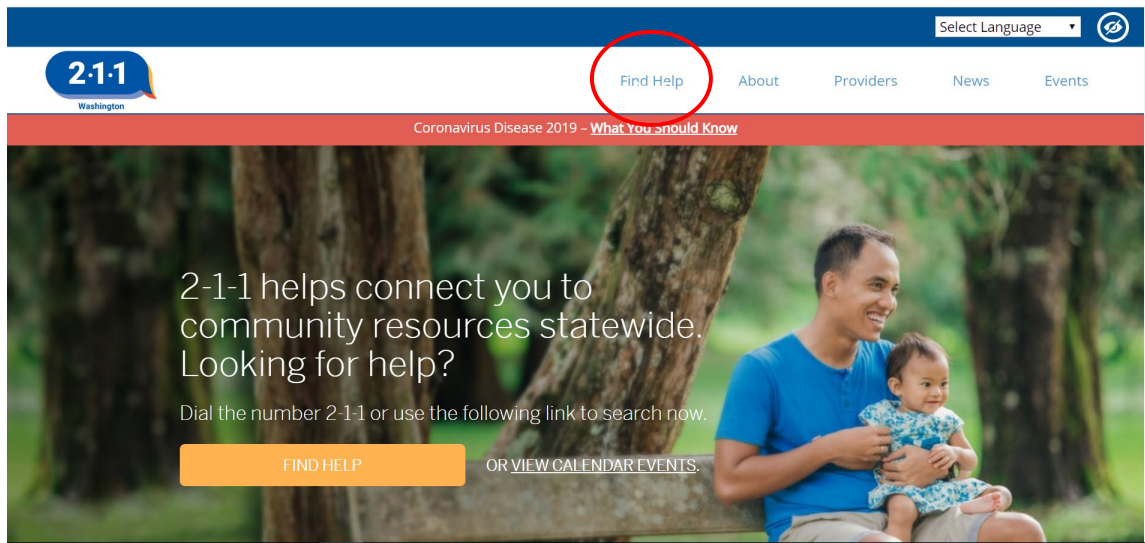 Select Language
2·1·1
Washington
Find Help About Providers News Events
Coronavirus Disease 2019 – What You Should Know
2-1-1 helps connect you to
community resources statewide.
Looking for help?
Dial the number 2-1-1 or use the following link to search now.
FIND HELP OR VIEW CALENDAR EVENTS.